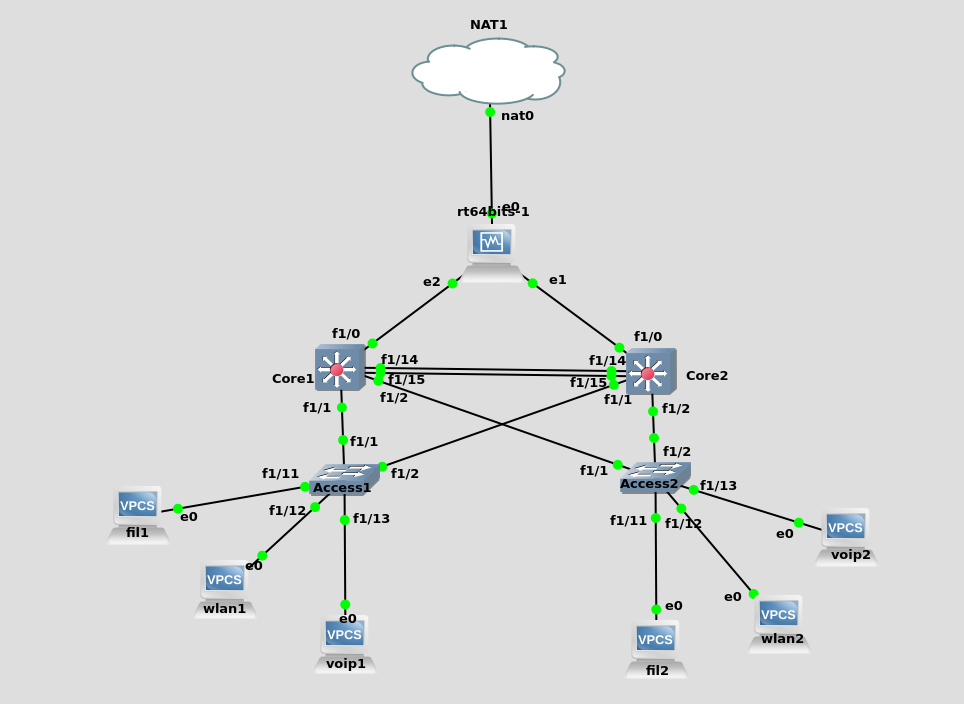 NAT1
nat0
e0
rt64bits-1
e2
e1
f1/0
f1/0
f1/14
f1/14
Core1
f1/15
f1/15
Core2
f1/2
f1/1
f1/1
f1/2
f1/1
f1/2
f1/11
f1/2
f1/1
Access1
Access2
f1/13
VPCS
e0
fil1
f1/12
f1/13
f1/11
f1/12
VPCS
e0
voip2
e0
VPCS
wlan1
e0
VPCS
voip1
e0
VPCS
fil2
e0
VPCS
wlan2